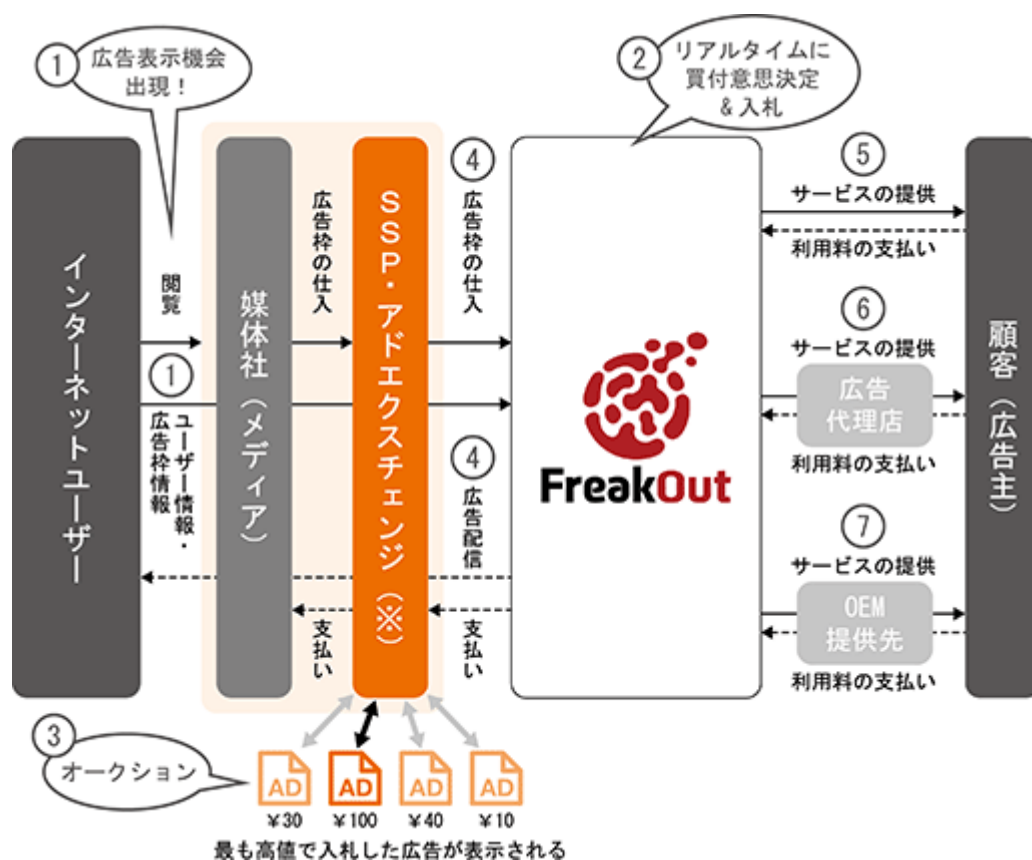 ①
広告表示機会
出現！
②
リアルタイムに
買付意思決定
＆入札
インターネットユーザー
閲覧
①
ユーザー情報・
広告枠情報
媒体社（メディア）
広告枠の仕入
支払い
SSP・アドエクスチェンジ（※）
④
広告枠の仕入
④
広告配信
支払い
FreakOut
⑤
サービスの提供
利用料の支払い
⑥
サービスの提供
広告
代理店
利用料の支払い
⑦
サービスの提供
OEM
提供先
利用料の支払い
顧客（広告主）
③
オークション
AD
AD
AD
AD
¥30
¥100
¥40
¥10
最も高値で入札した広告が表示される